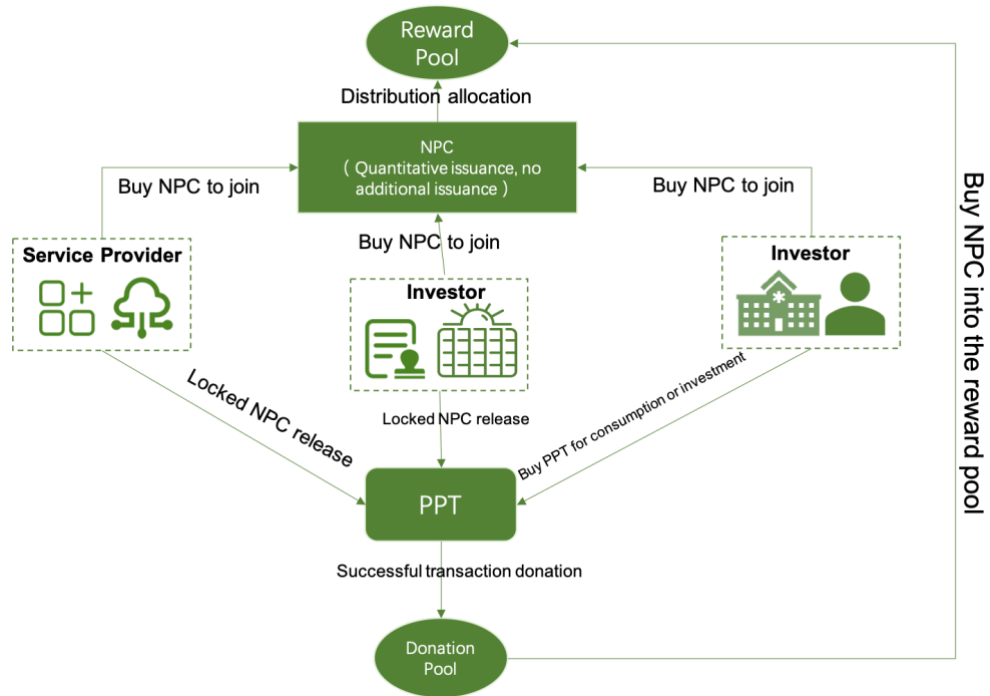 Reward
Pool
Distribution allocation
NPC
( Quantitative issuance, no
additional issuance )
Buy NPC to join
Buy NPC to join
Buy NPC to join
Service Provider
Investor
Investor
Locked NPC release
Locked NPC release
Buy PPT for consumption or investment
Buy NPC into the reward pool
PPT
Successful transaction donation
Donation
Pool